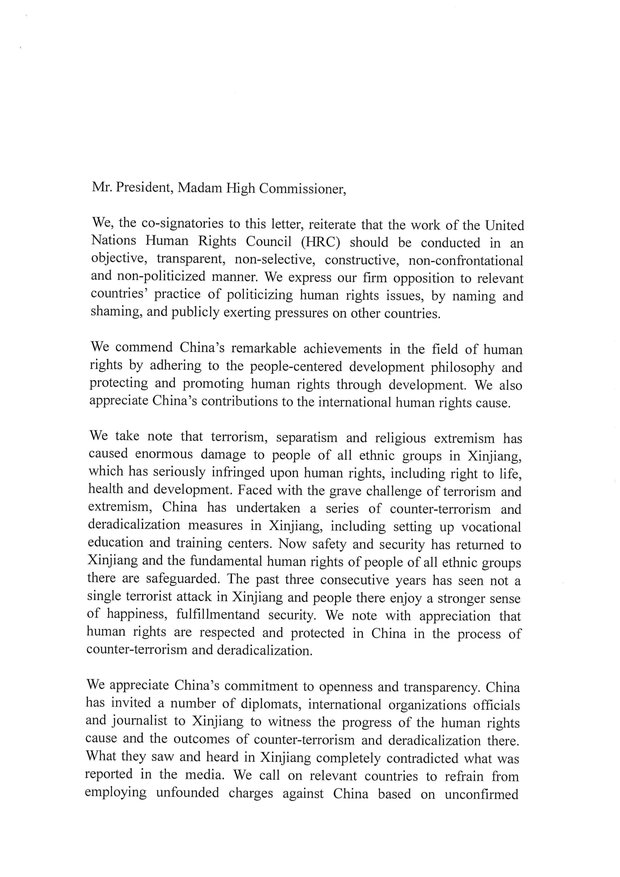 Mr. President, Madam High Commissioner,
We, the co-signatories to this letter, reiterate that the work of the United
Nations Human Rights Council (HRC) should be conducted in an
objective, transparent, non-selective, constructive, non-confrontational
and non-politicized manner. We express our firm opposition to relevant
countries’ practice of politicizing human rights issues, by naming and
shaming, and publicly exerting pressures on other countries.
We commend China’s remarkable achievements in the field of human
rights by adhering to the people-centered development philosophy and
protecting and promoting human rights through development. We also
appreciate China’s contributions to the international human rights cause.
We take note that terrorism, separatism and religious extremism has
caused enormous damage to people of all ethnic groups in Xinjiang,
which has seriously infringed upon human rights, including right to life,
health and development. Faced with the grave challenge of terrorism and
extremism, China has undertaken a series of counter-terrorism and
deradicalization measures in Xinjiang, including setting up vocational
education and training centers. Now safety and security has returned to
Xinjiang and the fundamental human rights of people of all ethnic groups
there are safeguarded. The past three consecutive years has seen not a
single terrorist attack in Xinjiang and people there enjoy a stronger sense
of happiness, fulfillmentand security. We note with appreciation that
human rights are respected and protected in China in the process of
counter-terrorism and deradicalization.
We appreciate China’s commitment to openness and transparency. China
has invited a number of diplomats, international organizations officials
and journalist to Xinjiang to witness the progress of the human rights
cause and the outcomes of counter-terrorism and deradicalization there.
What they saw and heard in Xinjiang completely contradicted what was
reported in the media. We call on relevant countries to refrain from
employing unfounded charges against China based on unconfirmed